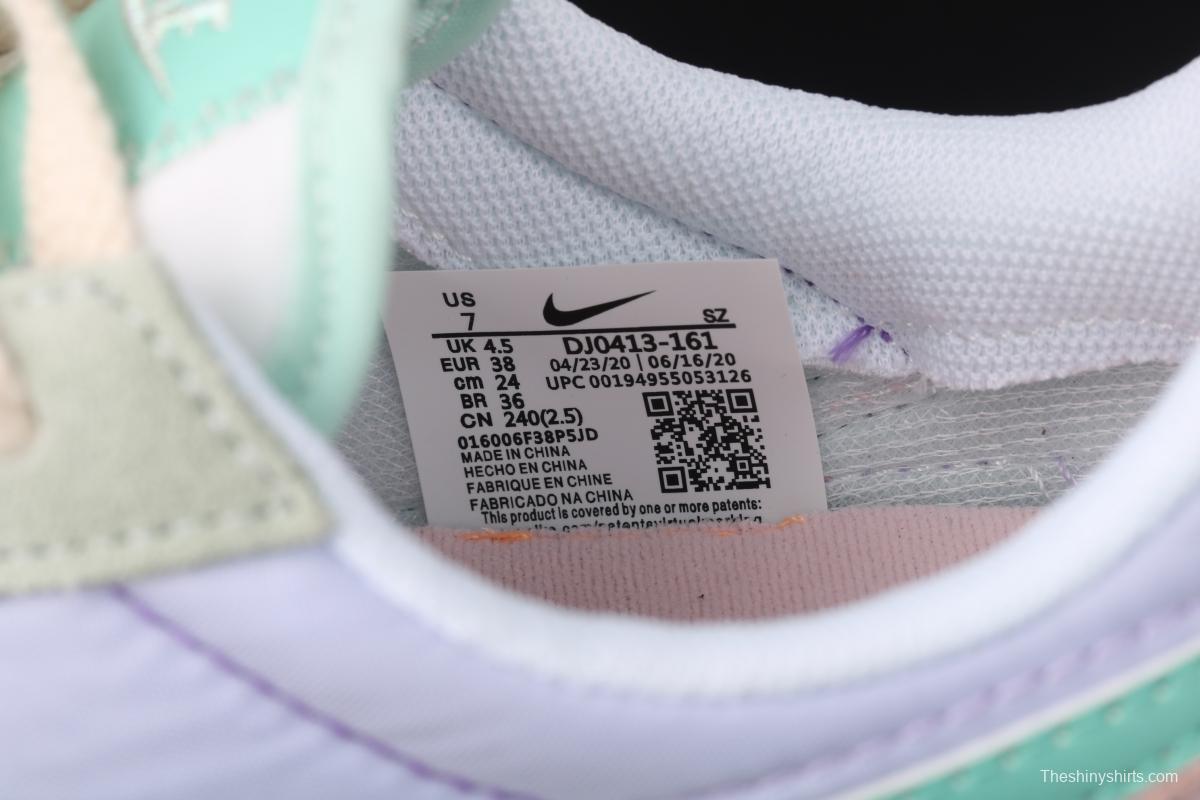 US
7
SZ
UK 4.5
DJ0413-161
EUR 38
04/23/20 | 06/16/20
cm 24
UPC 00194955053126
BR 36
CN 240(2.5)
016006F38P5JD
MADE IN CHINA
HECHO EN CHINA
FABRIQUE EN CHINE
FABRICADO NA CHINA
This product is covered by one or more patents:
Theshinyshirts.com